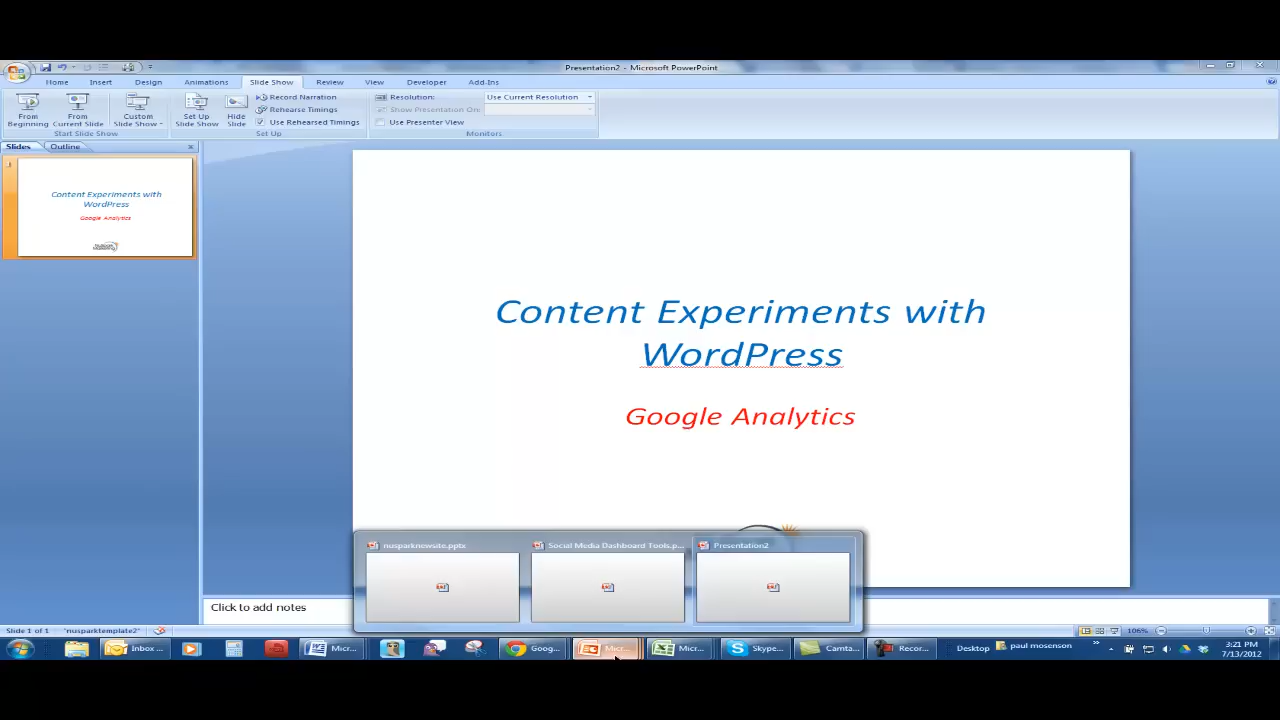 Presentation2 - Microsoft PowerPoint
Home Insert Design Animations Slide Show Review View Developer Add-Ins
From Beginning
From Current Slide
Custom Slide Show
Set Up Slide Show
Hide Slide
Record Narration
Rehearse Timings
Use Rehearsed Timings
Resolution: Use Current Resolution
Show Presentation On:
Use Presenter View
Start Slide Show Set Up Monitors
Slides Outline
1
Content Experiments with
WordPress
Google Analytics
Content Experiments with
WordPress
Google Analytics
nusparknewsite.pptx Social Media Dashboard Tools.p... Presentation2
Click to add notes
Slide 1 of 1 "nusparktemplate2" 106%
Inbox ... Micr... Goog... Micr... Micr... Skype... Camta... Recor... Desktop paul mosenson
3:21 PM
7/13/2012